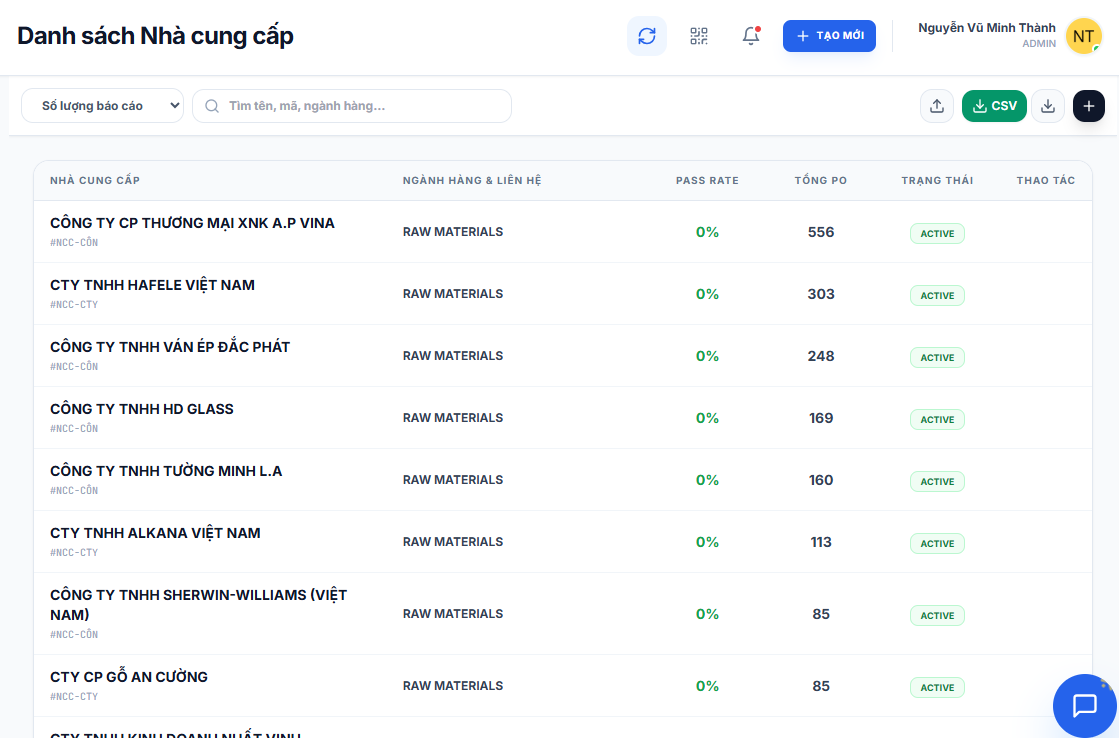 Danh sách Nhà cung cấp
TẠO MỚI
Nguyễn Vũ Minh Thành
ADMIN
NT
Số lượng báo cáo
Tìm tên, mã, ngành hàng...
CSV
NHÀ CUNG CẤP NGÀNH HÀNG & LIÊN HỆ PASS RATE TỔNG PO TRẠNG THÁI THAO TÁC
CÔNG TY CP THƯƠNG MẠI XNK A.P VINA
#NCC-CÔN
RAW MATERIALS 0% 556 ACTIVE
CTY TNHH HAFELE VIỆT NAM
#NCC-CTY
RAW MATERIALS 0% 303 ACTIVE
CÔNG TY TNHH VÁN ÉP ĐẮC PHÁT
#NCC-CÔN
RAW MATERIALS 0% 248 ACTIVE
CÔNG TY TNHH HD GLASS
#NCC-CÔN
RAW MATERIALS 0% 169 ACTIVE
CÔNG TY TNHH TƯỜNG MINH L.A
#NCC-CÔN
RAW MATERIALS 0% 160 ACTIVE
CTY TNHH ALKANA VIỆT NAM
#NCC-CTY
RAW MATERIALS 0% 113 ACTIVE
CÔNG TY TNHH SHERWIN-WILLIAMS (VIỆT
NAM)
#NCC-CÔN
RAW MATERIALS 0% 85 ACTIVE
CTY CP GỖ AN CƯỜNG
#NCC-CTY
RAW MATERIALS 0% 85 ACTIVE
CTY TNHH KINH DOANH NHẤT VINH